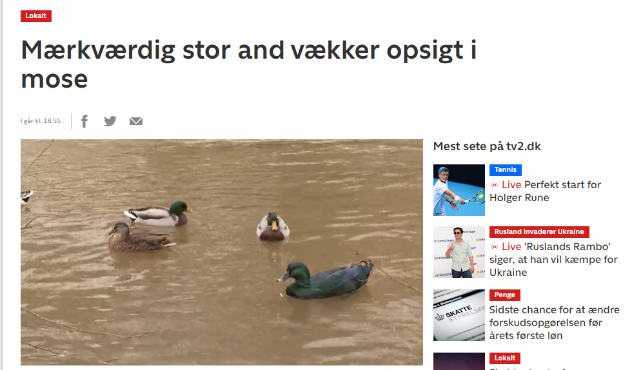 Lokalt
Mærkværdig stor and vækker opsigt i
mose
I går kl. 18.55
Mest sete på tv2.dk
Tennis
Live Perfekt start for
Holger Rune
Rusland invaderer Ukraine
Live 'Ruslands Rambo'
siger, at han vil kæmpe for
Ukraine
SKATTE
STYRELSEN
Penge
Sidste chance for at ændre
forskudsopgørelsen før
årets første løn
Lokalt